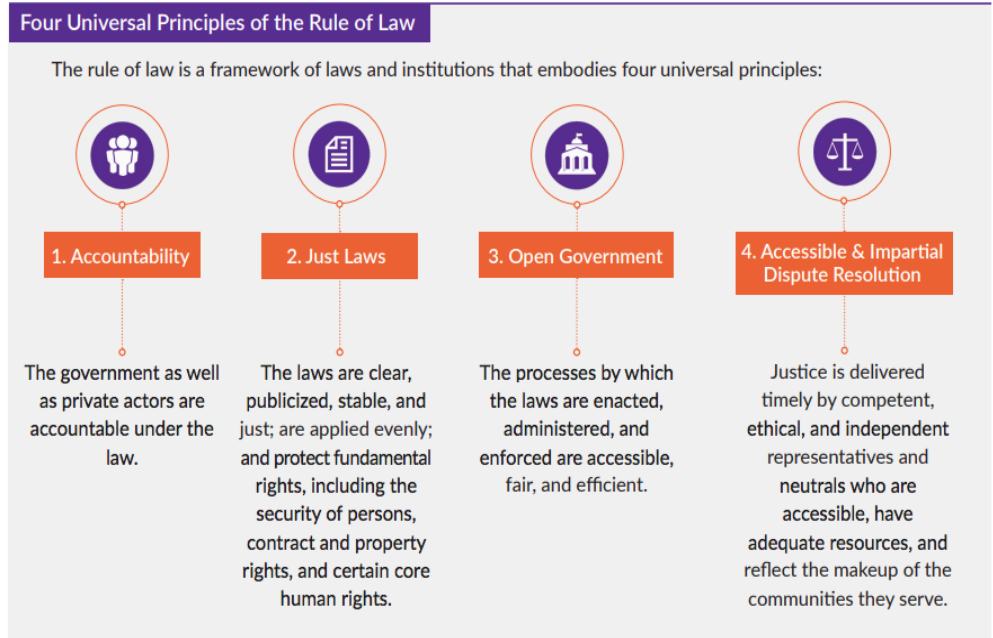 Four Universal Principles of the Rule of Law
The rule of law is a framework of laws and institutions that embodies four universal principles:
1. Accountability
The government as well
as private actors are
accountable under the
law.
2. Just Laws
The laws are clear,
publicized, stable, and
just; are applied evenly;
and protect fundamental
rights, including the
security of persons,
contract and property
rights, and certain core
human rights.
3. Open Government
The processes by which
the laws are enacted,
administered, and
enforced are accessible,
fair, and efficient.
4. Accessible & Impartial
Dispute Resolution
Justice is delivered
timely by competent,
ethical, and independent
representatives and
neutrals who are
accessible, have
adequate resources, and
reflect the makeup of the
communities they serve.